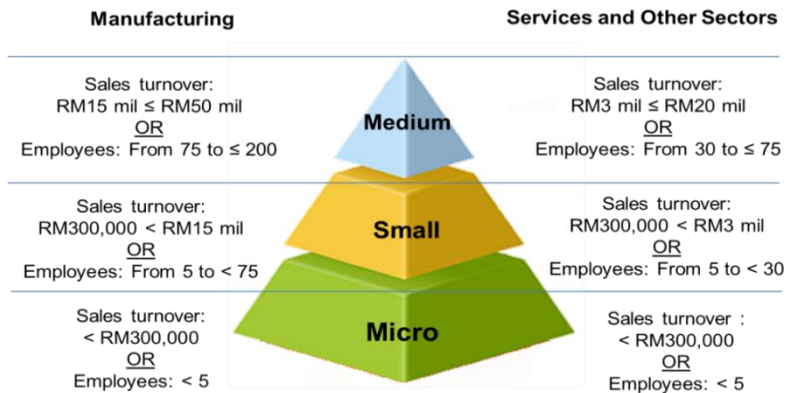 Manufacturing
Services and Other Sectors
Sales turnover:
RM15 mil ≤ RM50 mil
OR
Employees: From 75 to ≤ 200
Medium
Sales turnover:
RM3 mil ≤ RM20 mil
OR
Employees: From 30 to ≤ 75
Sales turnover:
RM300,000 < RM15 mil
OR
Employees: From 5 to < 75
Small
Sales turnover:
RM300,000 < RM3 mil
OR
Employees: From 5 to < 30
Sales turnover:
< RM300,000
OR
Employees: < 5
Micro
Sales turnover :
< RM300,000
OR
Employees: < 5